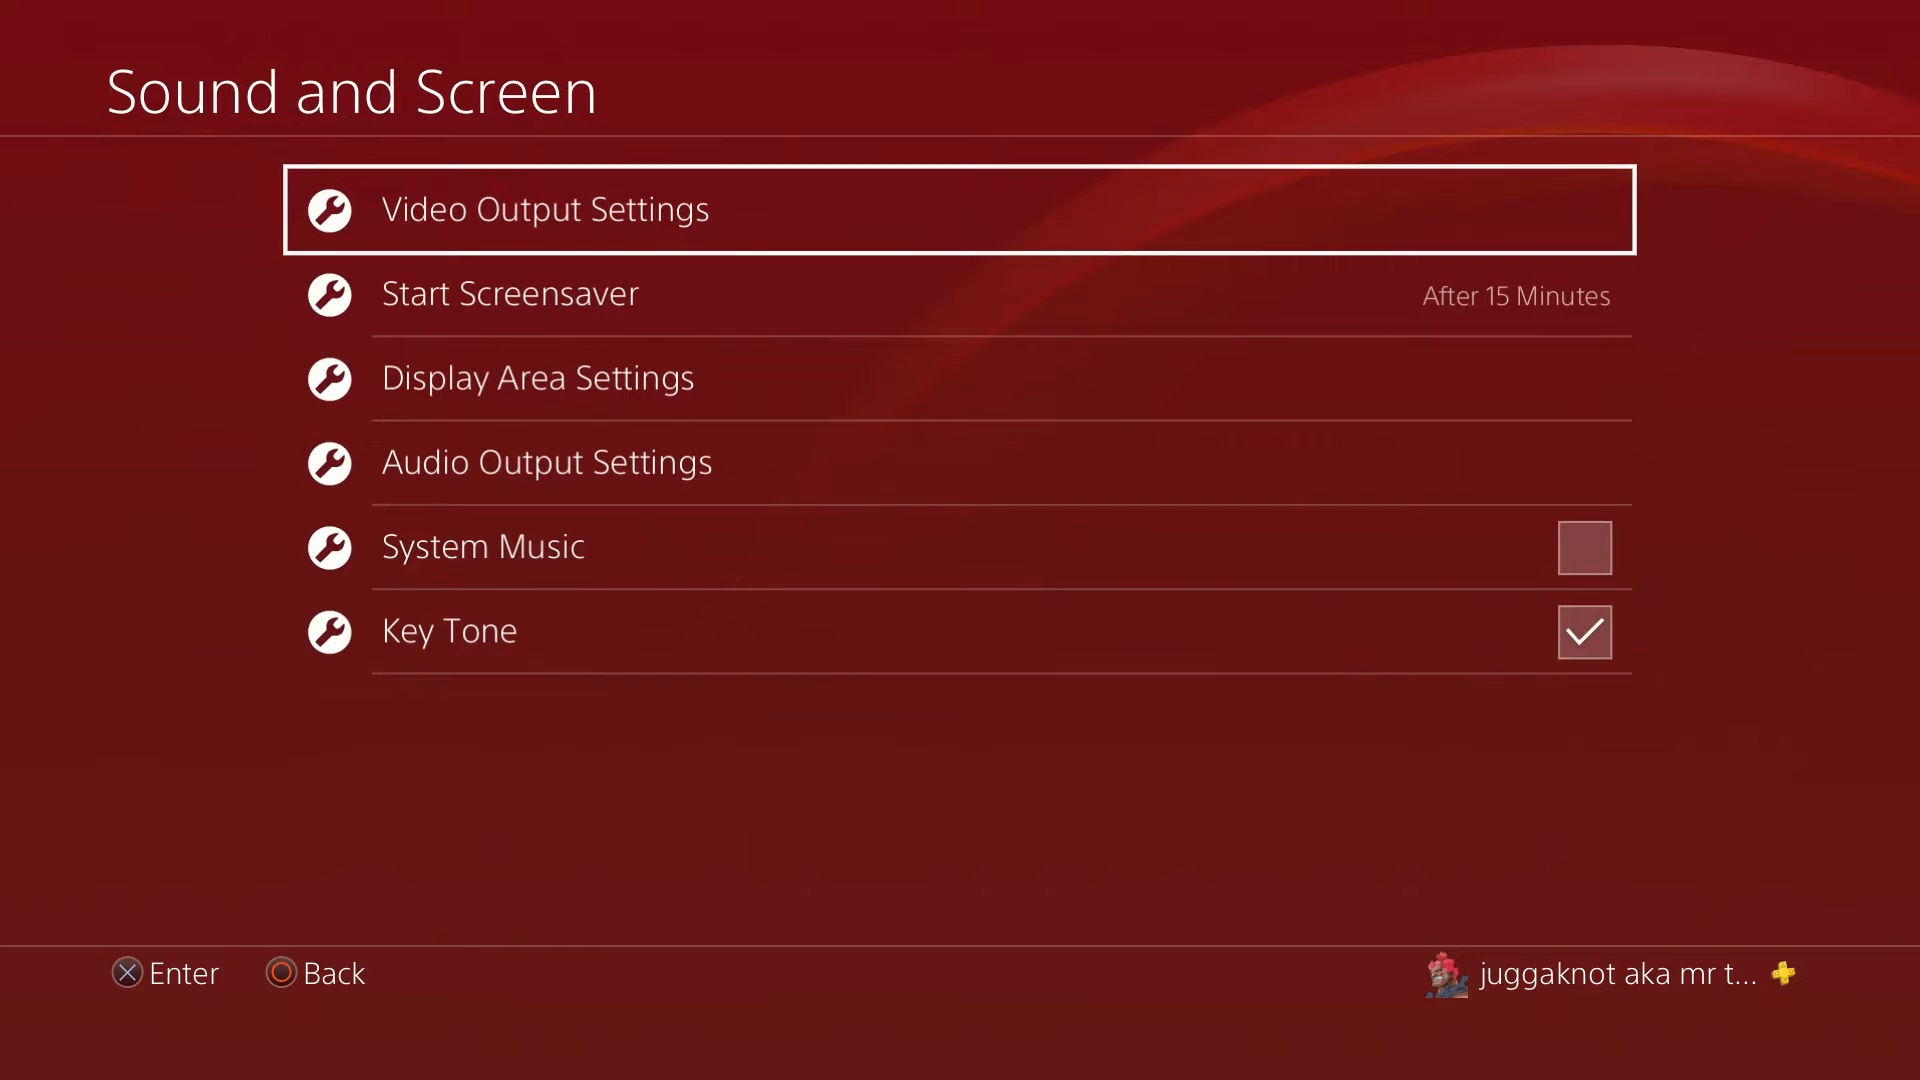 Sound and Screen
Video Output Settings
Start Screensaver After 15 Minutes
Display Area Settings
Audio Output Settings
System Music
Key Tone
Enter Back juggaknot aka mr t...